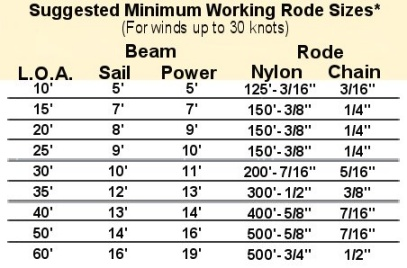 Suggested Minimum Working Rode Sizes*
(For winds up to 30 knots)
Beam Rode
L.O.A. Sail Power Nylon Chain
10' 5' 5' 125'- 3/16" 3/16"
15' 7' 7' 150'- 3/8" 1/4"
20' 8' 9' 150'- 3/8" 1/4"
25' 9' 10' 150'- 3/8" 1/4"
30' 10' 11' 200'- 7/16" 5/16"
35' 12' 13' 300'- 1/2" 3/8"
40' 13' 14' 400'- 5/8" 7/16"
50' 14' 16' 500'- 5/8" 7/16"
60' 16' 19' 500'- 3/4" 1/2"